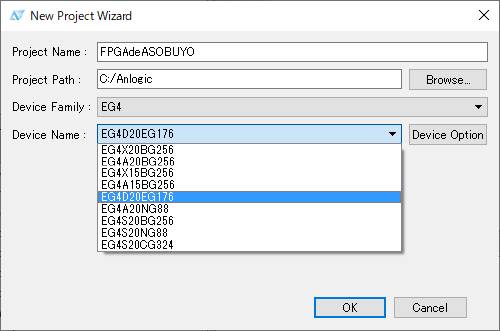 New Project Wizard
Project Name : FPGAdeASOBUYO
Project Path : C:/Anlogic Browse...
Device Family : EG4
Device Name : EG4D20EG176 Device Option
EG4X20BG256
EG4A20BG256
EG4X15BG256
EG4A15BG256
EG4D20EG176
EG4A20NG88
EG4S20BG256
EG4S20NG88
EG4S20CG324
OK Cancel